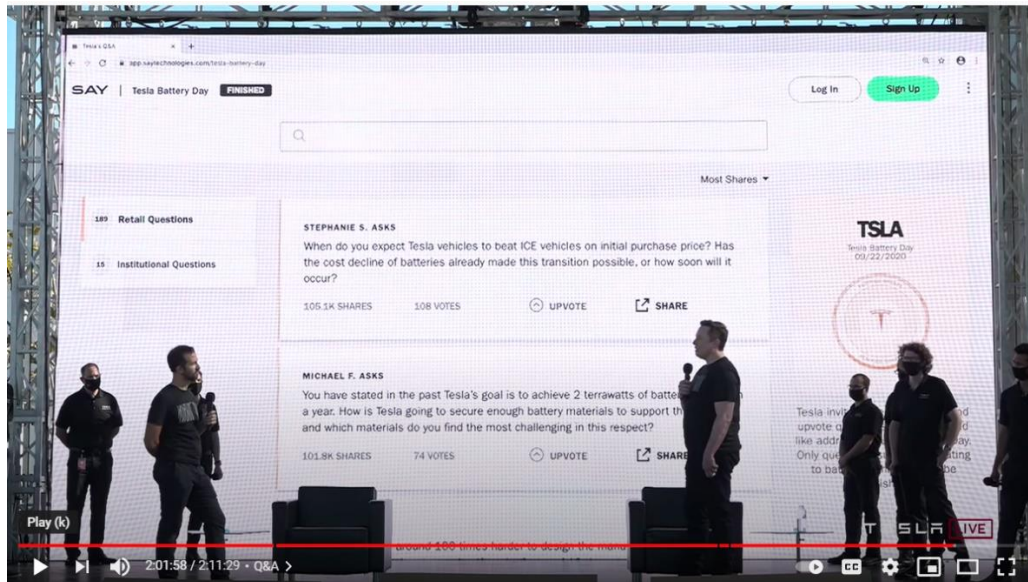 Tesla's Q&A
app.saytechnologies.com/tesla-battery-day
SAY | Tesla Battery Day FINISHED
Log In
Sign Up
Most Shares
189 Retail Questions
15 Institutional Questions
STEPHANIE S. ASKS
When do you expect Tesla vehicles to beat ICE vehicles on initial purchase price? Has
the cost decline of batteries already made this transition possible, or how soon will it
occur?
105.1K SHARES 108 VOTES UPVOTE SHARE
MICHAEL F. ASKS
You have stated in the past Tesla's goal is to achieve 2 terrawatts of
a year. How is Tesla going to secure enough battery materials to support
and which materials do you find the most challenging in this respect?
101.8K SHARES 74 VOTES UPVOTE SHARE
TSLA
Tesla Battery Day
09/22/2020
Tesla
upvote
like
Only
to
TESLA LIVE
around 100 times harder to design the
Play (k)
2:01:58 / 2:11:29 • Q&A >
CC